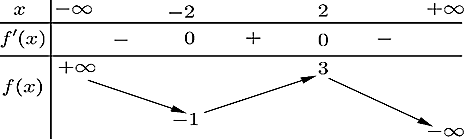 x −∞ −2 2 +∞
f′(x) − 0 + 0 −
+∞ 3
f(x)
−1 −∞